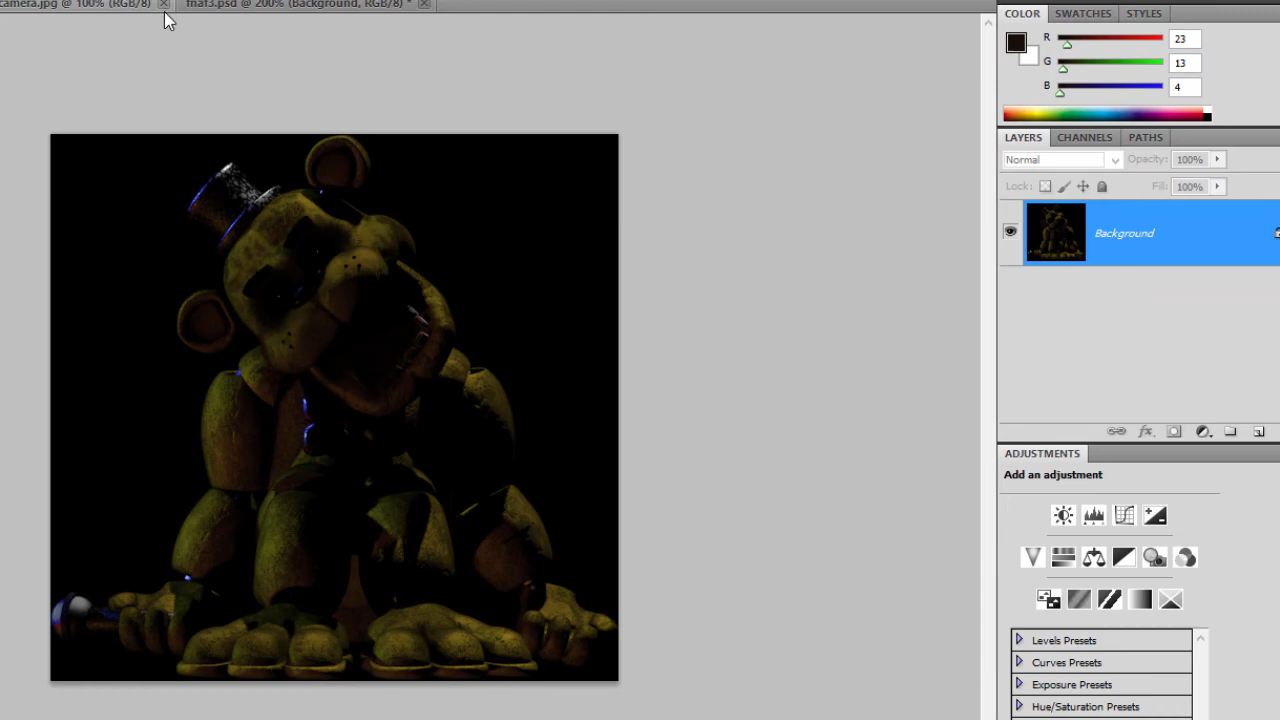 camera.jpg @ 100% (RGB/8) fnaf3.psd @ 200% (Background, RGB/8) *
COLOR SWATCHES STYLES
R 23
G 13
B 4
LAYERS CHANNELS PATHS
Normal Opacity: 100%
Lock: Fill: 100%
Background
ADJUSTMENTS
Add an adjustment
Levels Presets
Curves Presets
Exposure Presets
Hue/Saturation Presets